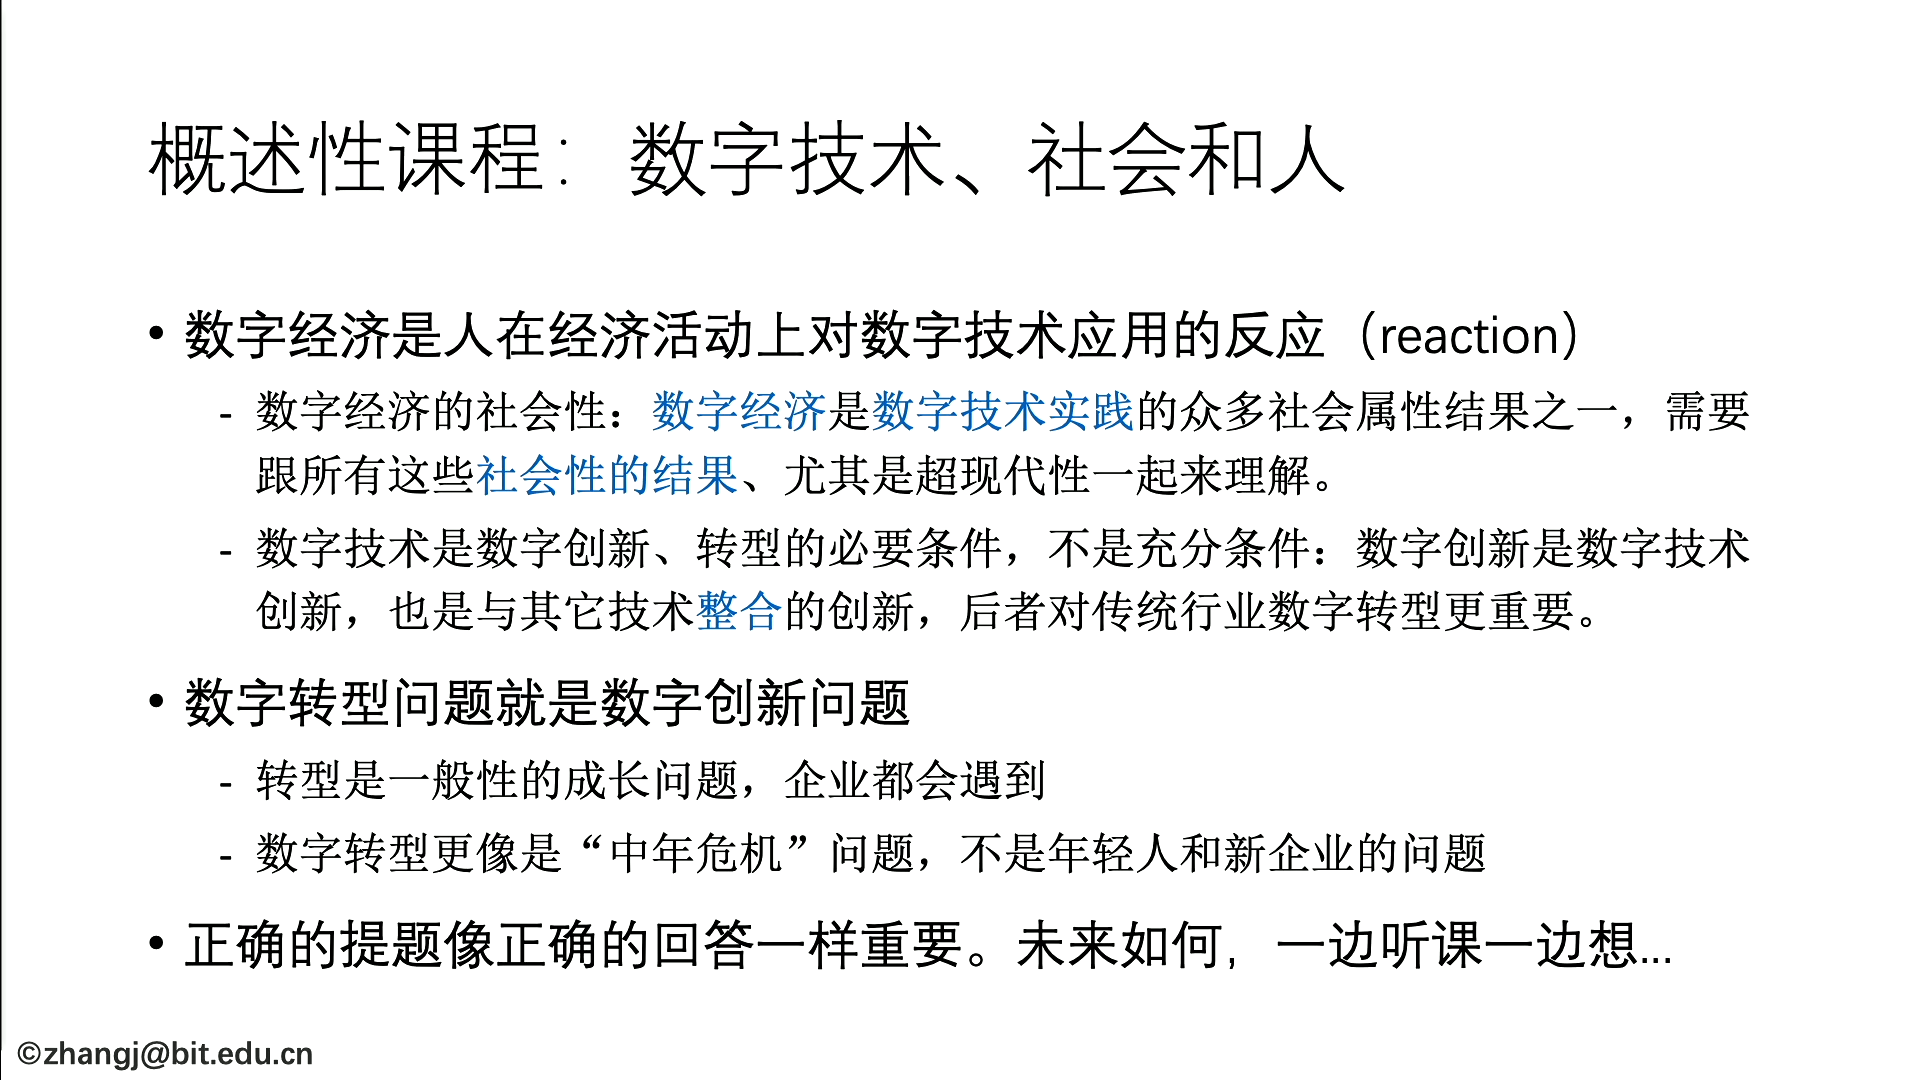 概述性课程： 数字技术、社会和人
• 数字经济是人在经济活动上对数字技术应用的反应（reaction）
- 数字经济的社会性：数字经济是数字技术实践的众多社会属性结果之一，需要
跟所有这些社会性的结果、尤其是超现代性一起来理解。
- 数字技术是数字创新、转型的必要条件，不是充分条件：数字创新是数字技术
创新，也是与其它技术整合的创新，后者对传统行业数字转型更重要。
• 数字转型问题就是数字创新问题
- 转型是一般性的成长问题，企业都会遇到
- 数字转型更像是“中年危机”问题，不是年轻人和新企业的问题
• 正确的提题像正确的回答一样重要。未来如何，一边听课一边想...
©zhangj@bit.edu.cn